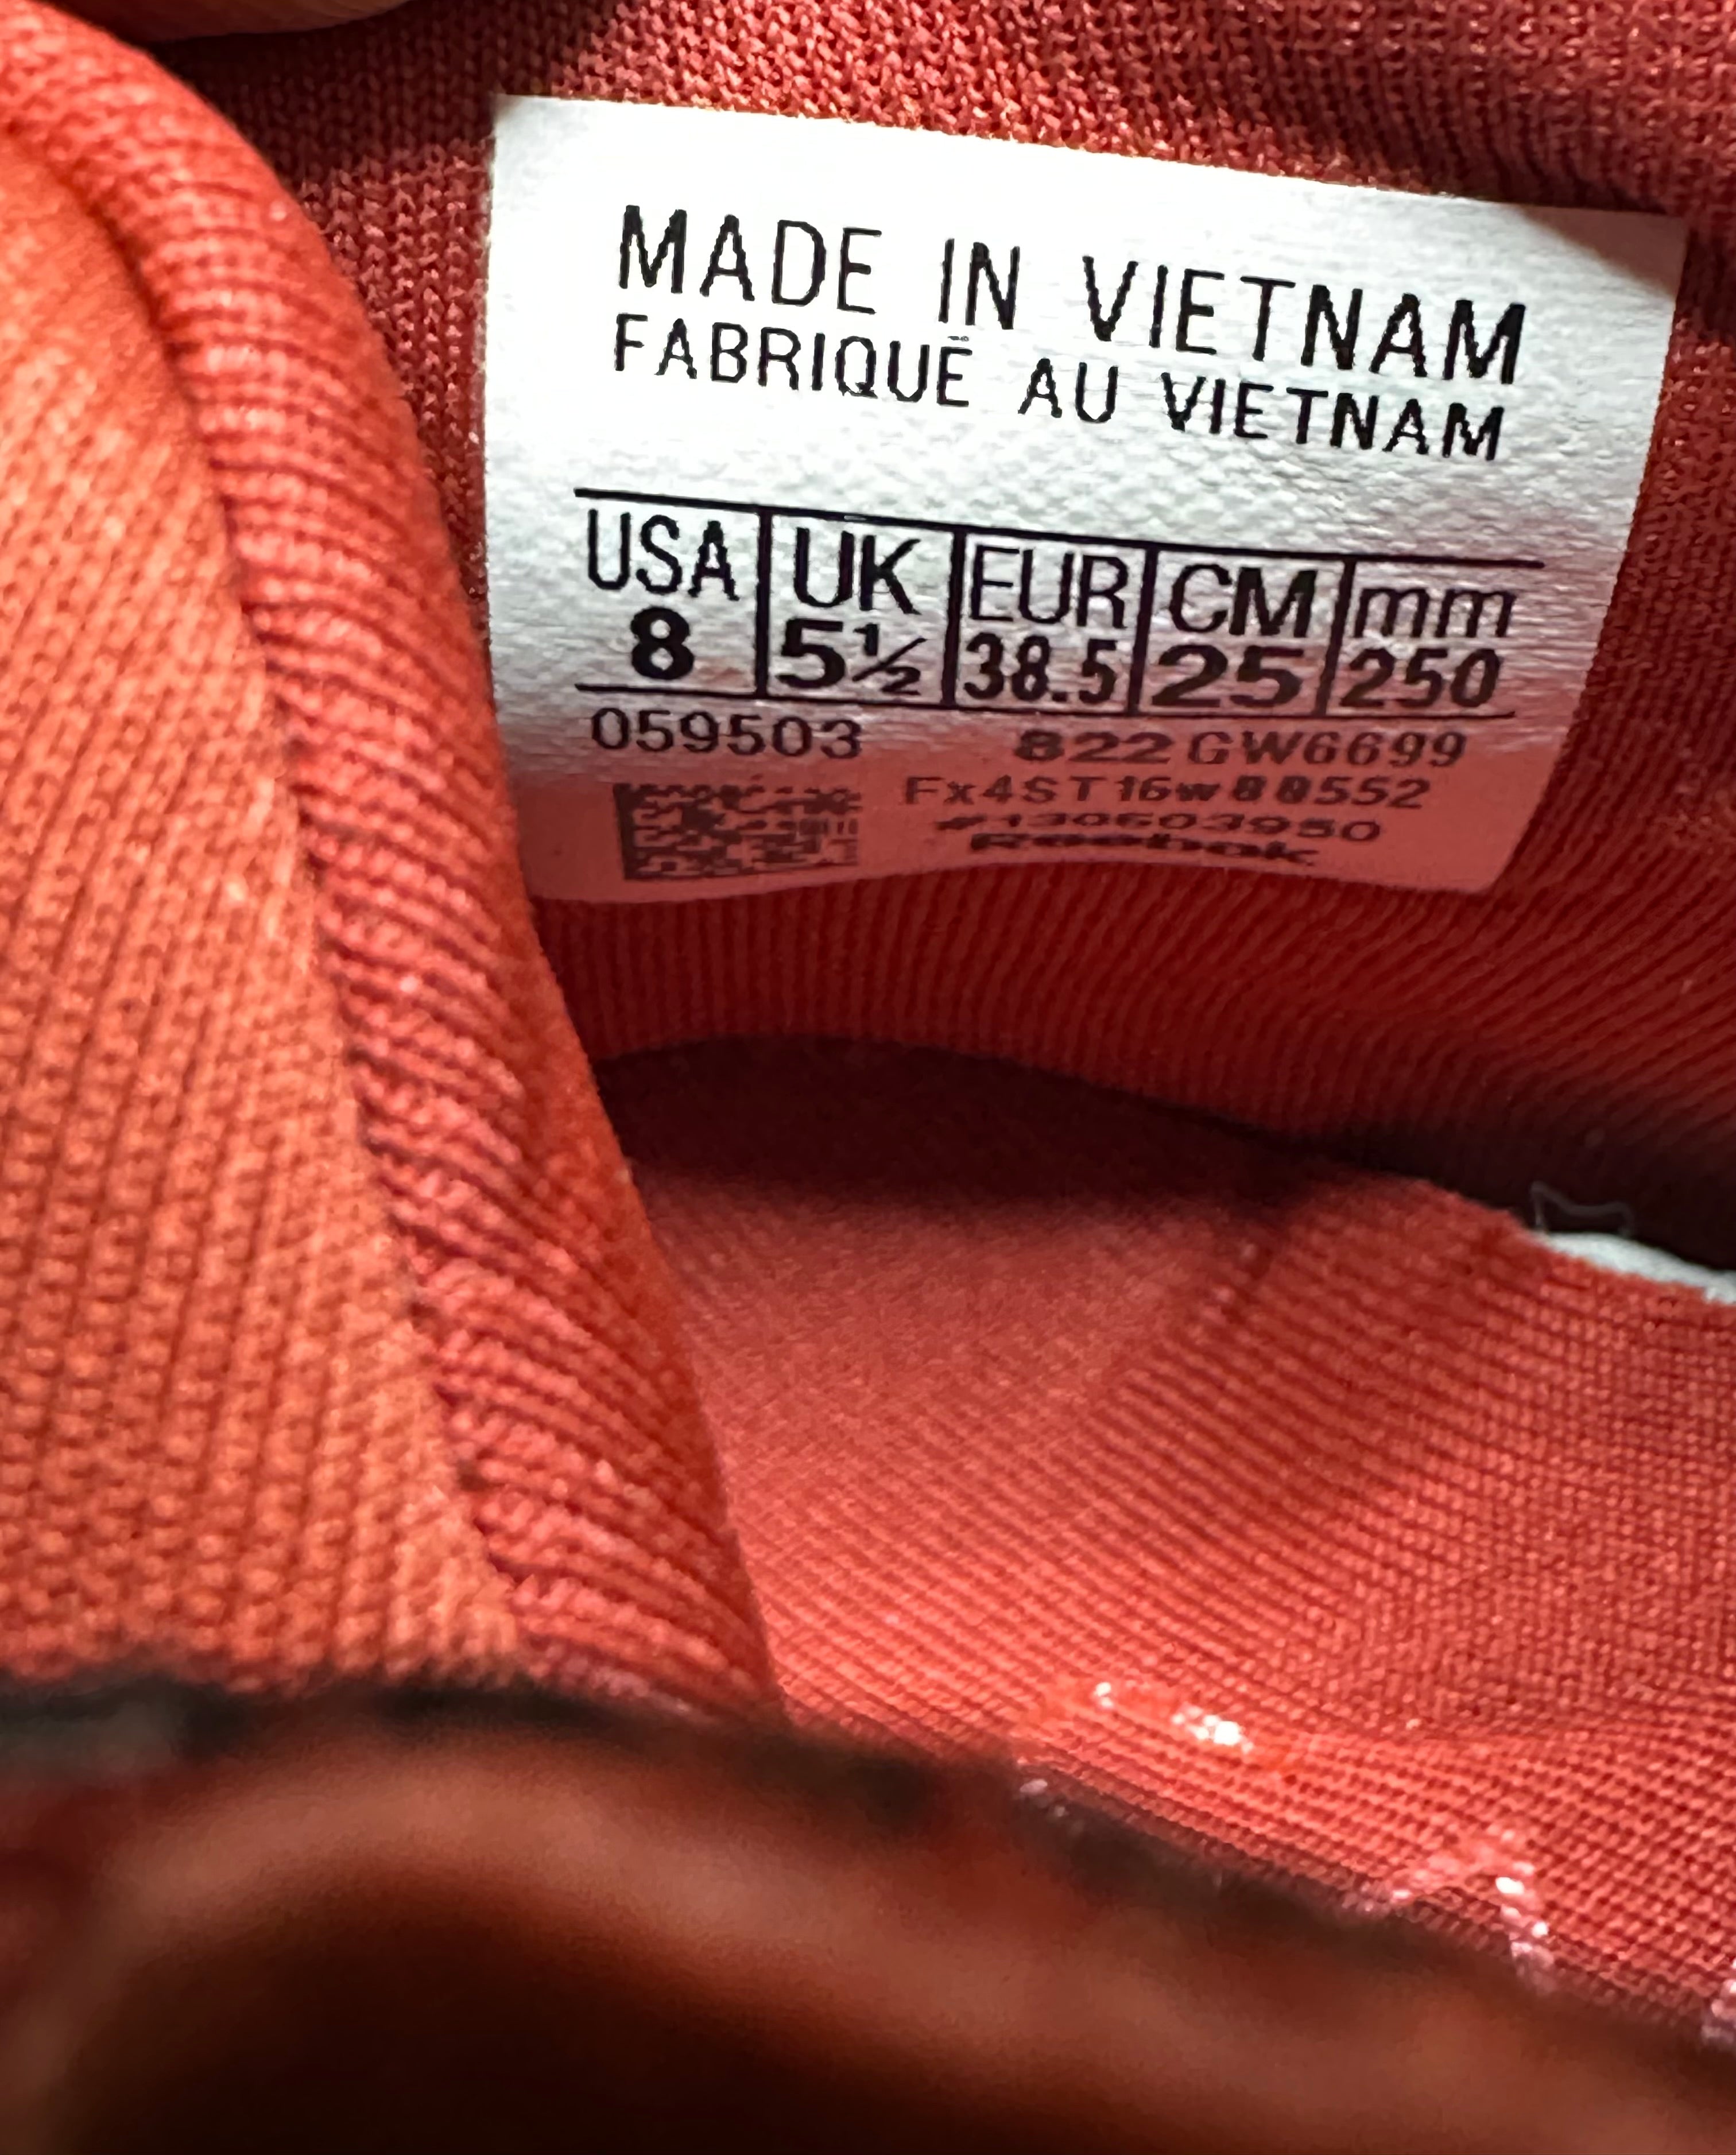 MADE IN VIETNAM
FABRIQUÉ AU VIETNAM
USA UK EUR CM mm
8 5½ 38.5 25 250
059503 822 GW6699
Fx4ST16w80552
#130603950
Reebok